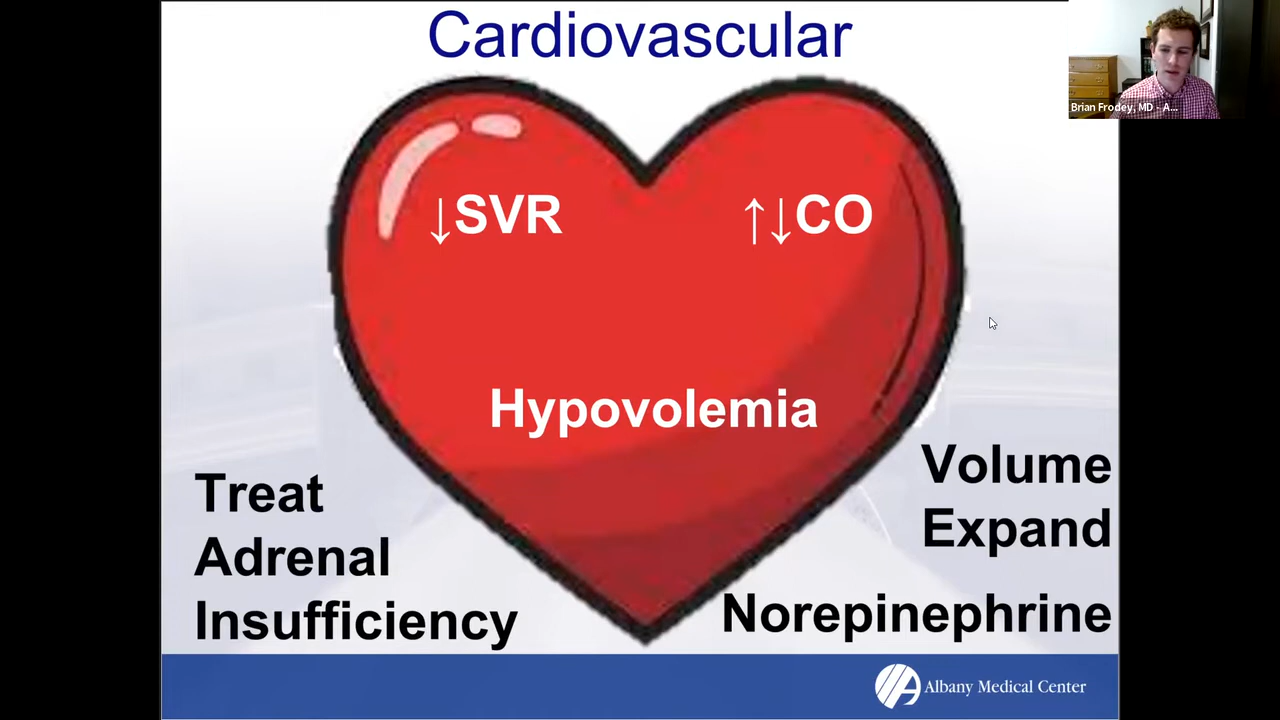 Cardiovascular
Brian Frodey, MD - A...
↓SVR
↑↓CO
Hypovolemia
Treat
Adrenal
Insufficiency
Volume
Expand
Norepinephrine
Albany Medical Center